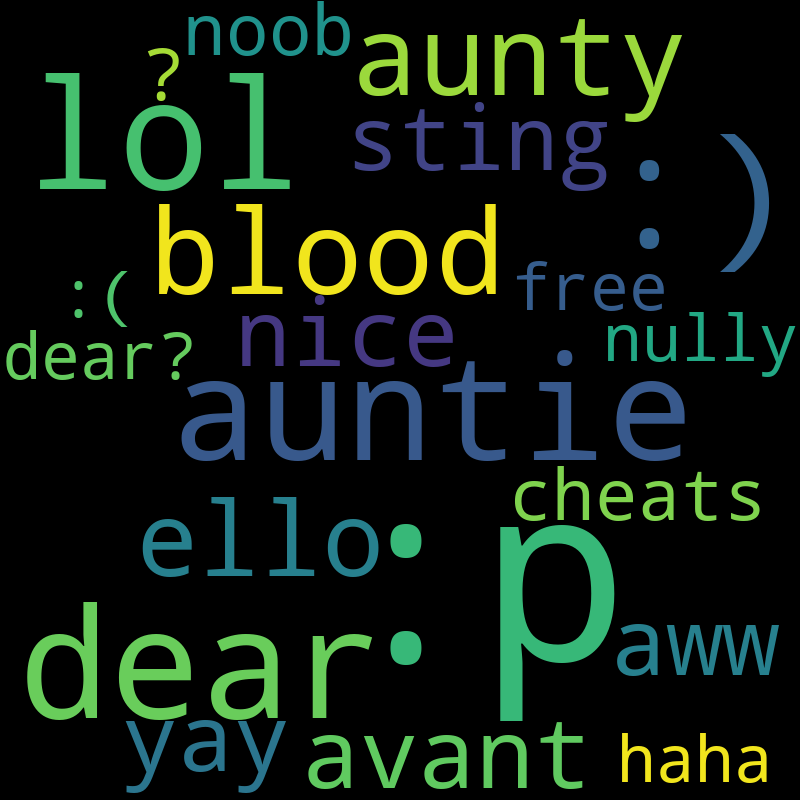 noob
aunty
?
lol
sting
:)
blood
:(
free
nice
nully
dear?
auntie
cheats
ello
:p
dear
aww
yay
avant
haha